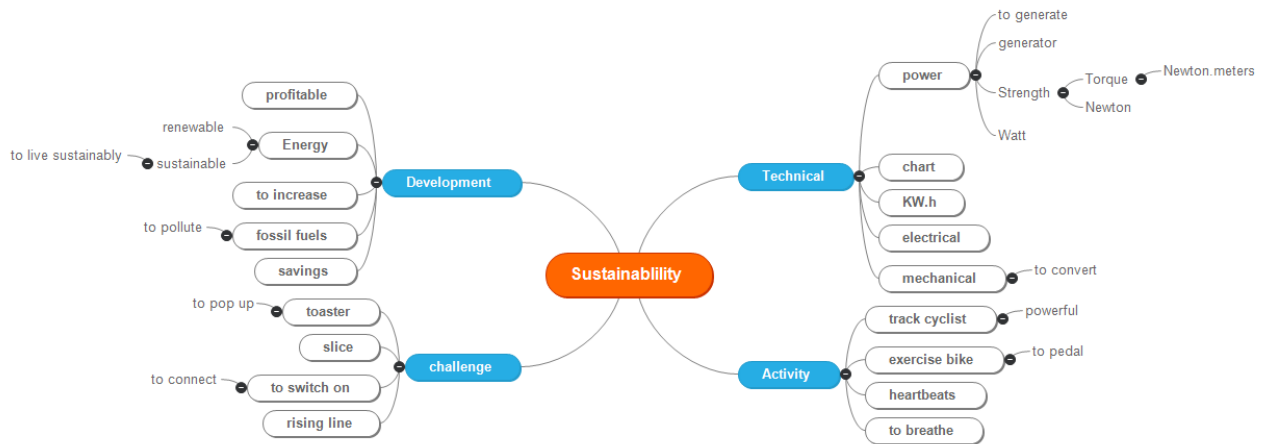 Sustainablility
Development
profitable
Energy
renewable
sustainable
to live sustainably
to increase
fossil fuels
to pollute
savings
challenge
toaster
to pop up
slice
to switch on
to connect
rising line
Technical
power
to generate
generator
Strength
Torque
Newton.meters
Newton
Watt
chart
KW.h
electrical
mechanical
to convert
Activity
track cyclist
powerful
exercise bike
to pedal
heartbeats
to breathe